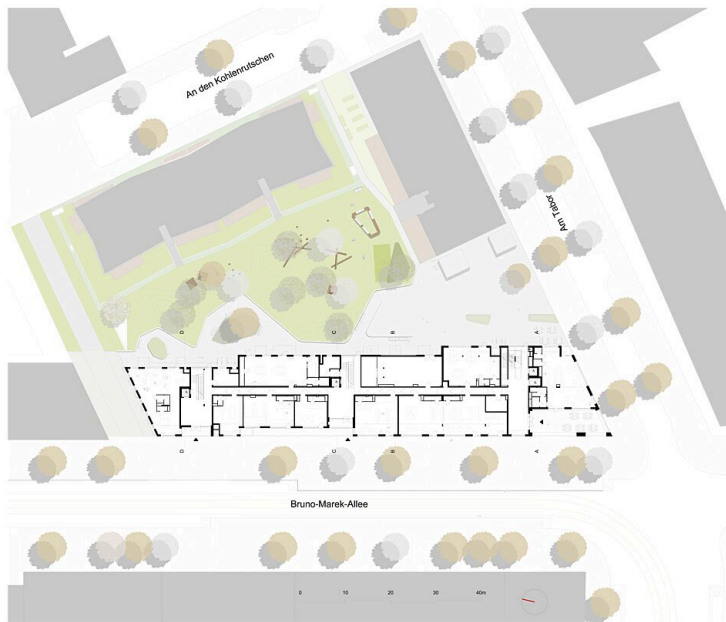 An den Kohlenrutschen
Am Tabor
D
C
B
A
D
C
B
A
Bruno-Marek-Allee
0 10 20 30 40m